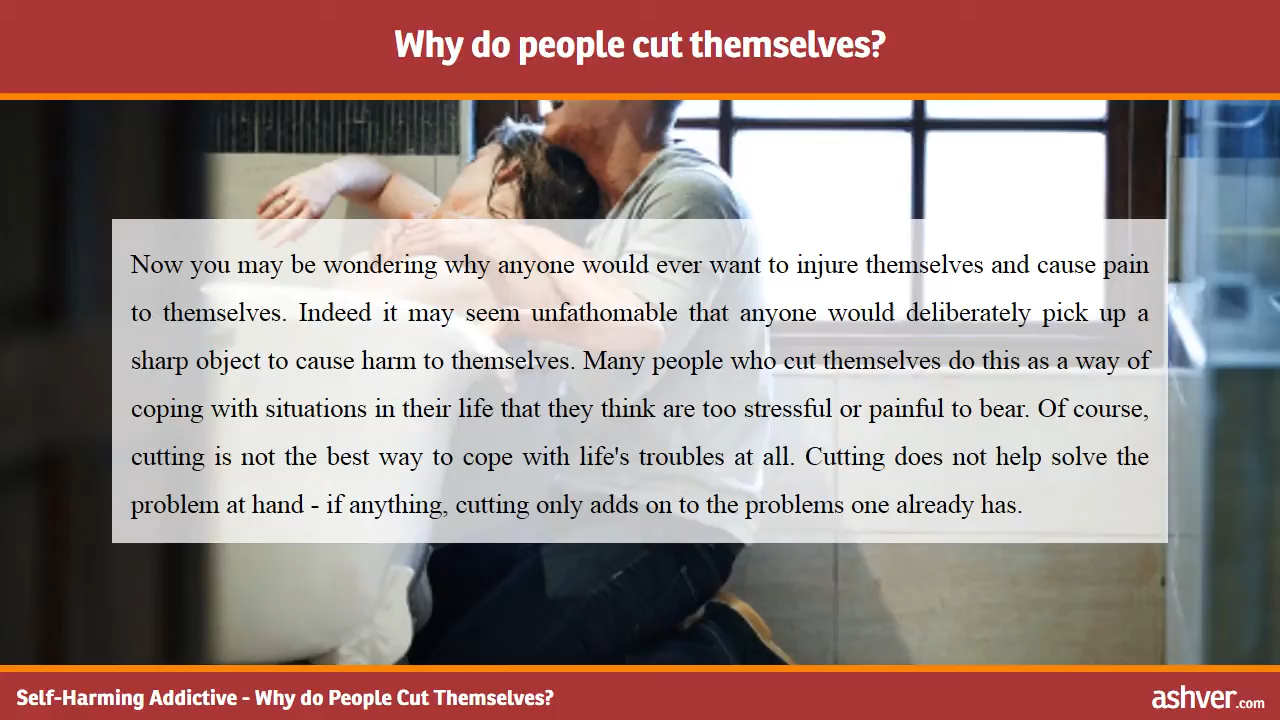 Why do people cut themselves?
Now you may be wondering why anyone would ever want to injure themselves and cause pain
to themselves. Indeed it may seem unfathomable that anyone would deliberately pick up a
sharp object to cause harm to themselves. Many people who cut themselves do this as a way of
coping with situations in their life that they think are too stressful or painful to bear. Of course,
cutting is not the best way to cope with life's troubles at all. Cutting does not help solve the
problem at hand - if anything, cutting only adds on to the problems one already has.
Self-Harming Addictive - Why do People Cut Themselves?
ashver.com